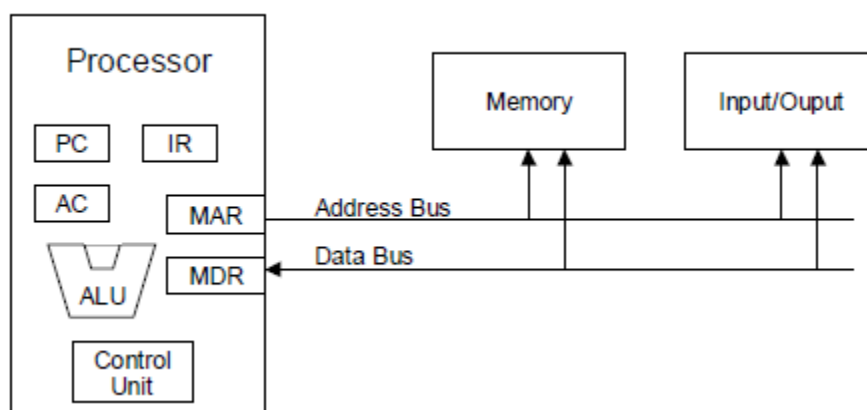 Processor
Memory
Input/Ouput
PC
IR
AC
MAR
Address Bus
MDR
Data Bus
ALU
Control
Unit